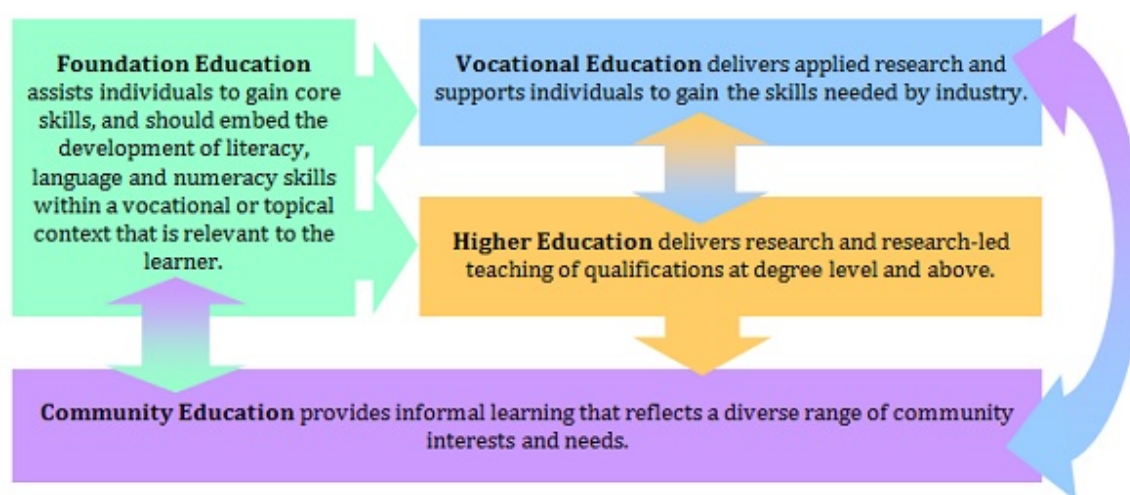 Foundation Education
assists individuals to gain core
skills, and should embed the
development of literacy,
language and numeracy skills
within a vocational or topical
context that is relevant to the
learner.
Vocational Education delivers applied research and
supports individuals to gain the skills needed by industry.
Higher Education delivers research and research-led
teaching of qualifications at degree level and above.
Community Education provides informal learning that reflects a diverse range of community
interests and needs.